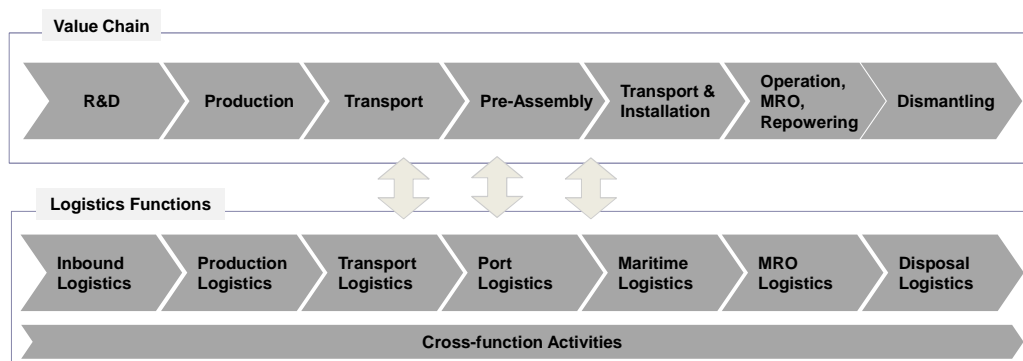 Value Chain
R&D
Production
Transport
Pre-Assembly
Transport &
Installation
Operation,
MRO,
Repowering
Dismantling
Logistics Functions
Inbound
Logistics
Production
Logistics
Transport
Logistics
Port
Logistics
Maritime
Logistics
MRO
Logistics
Disposal
Logistics
Cross-function Activities